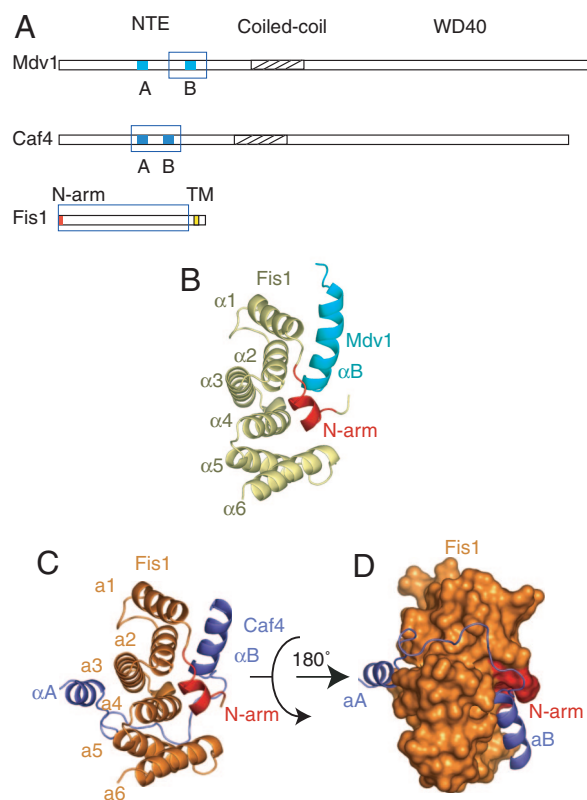 A
NTE Coiled-coil WD40
Mdv1
A B
Caf4
A B
N-arm TM
Fis1
B
Fis1
α1
α2
Mdv1
α3
αB
α4
N-arm
α5
α6
C
Fis1
D
Fis1
a1
Caf4
a2
αB
a3
180°
αA
a4
aA
N-arm
N-arm
a5
aB
a6